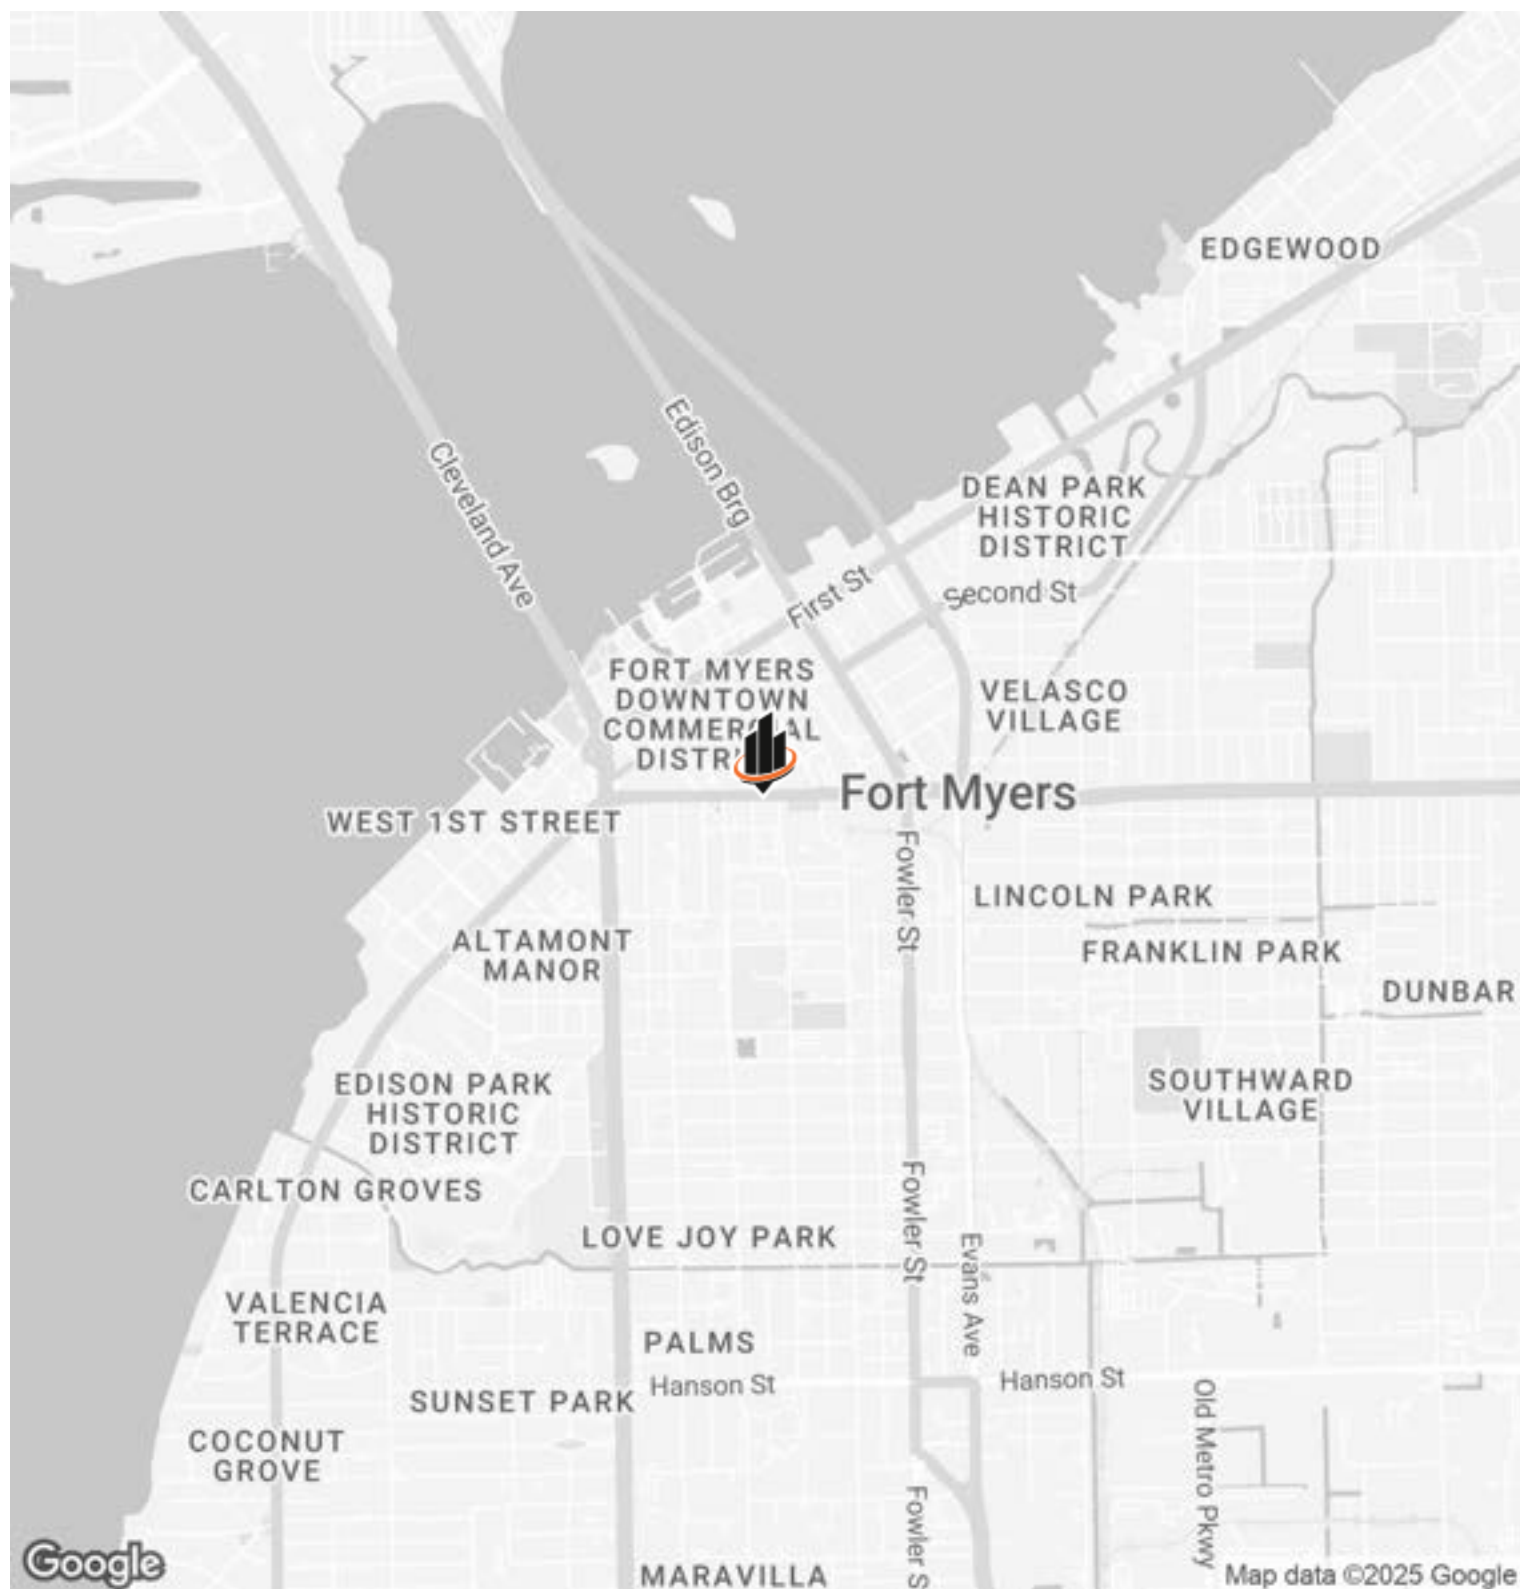 EDGEWOOD
Edison Brg
Cleveland Ave
DEAN PARK
HISTORIC
DISTRICT
First St
Second St
FORT MYERS
DOWNTOWN
COMMERCIAL
DISTRICT
VELASCO
VILLAGE
Fort Myers
WEST 1ST STREET
Fowler St
LINCOLN PARK
ALTAMONT
MANOR
FRANKLIN PARK
DUNBAR
EDISON PARK
HISTORIC
DISTRICT
SOUTHWARD
VILLAGE
CARLTON GROVES
Fowler St
LOVE JOY PARK
Evans Ave
VALENCIA
TERRACE
PALMS
Hanson St
Hanson St
SUNSET PARK
Old Metro Pkwy
COCONUT
GROVE
Fowler S
Google
MARAVILLA
Map data ©2025 Google